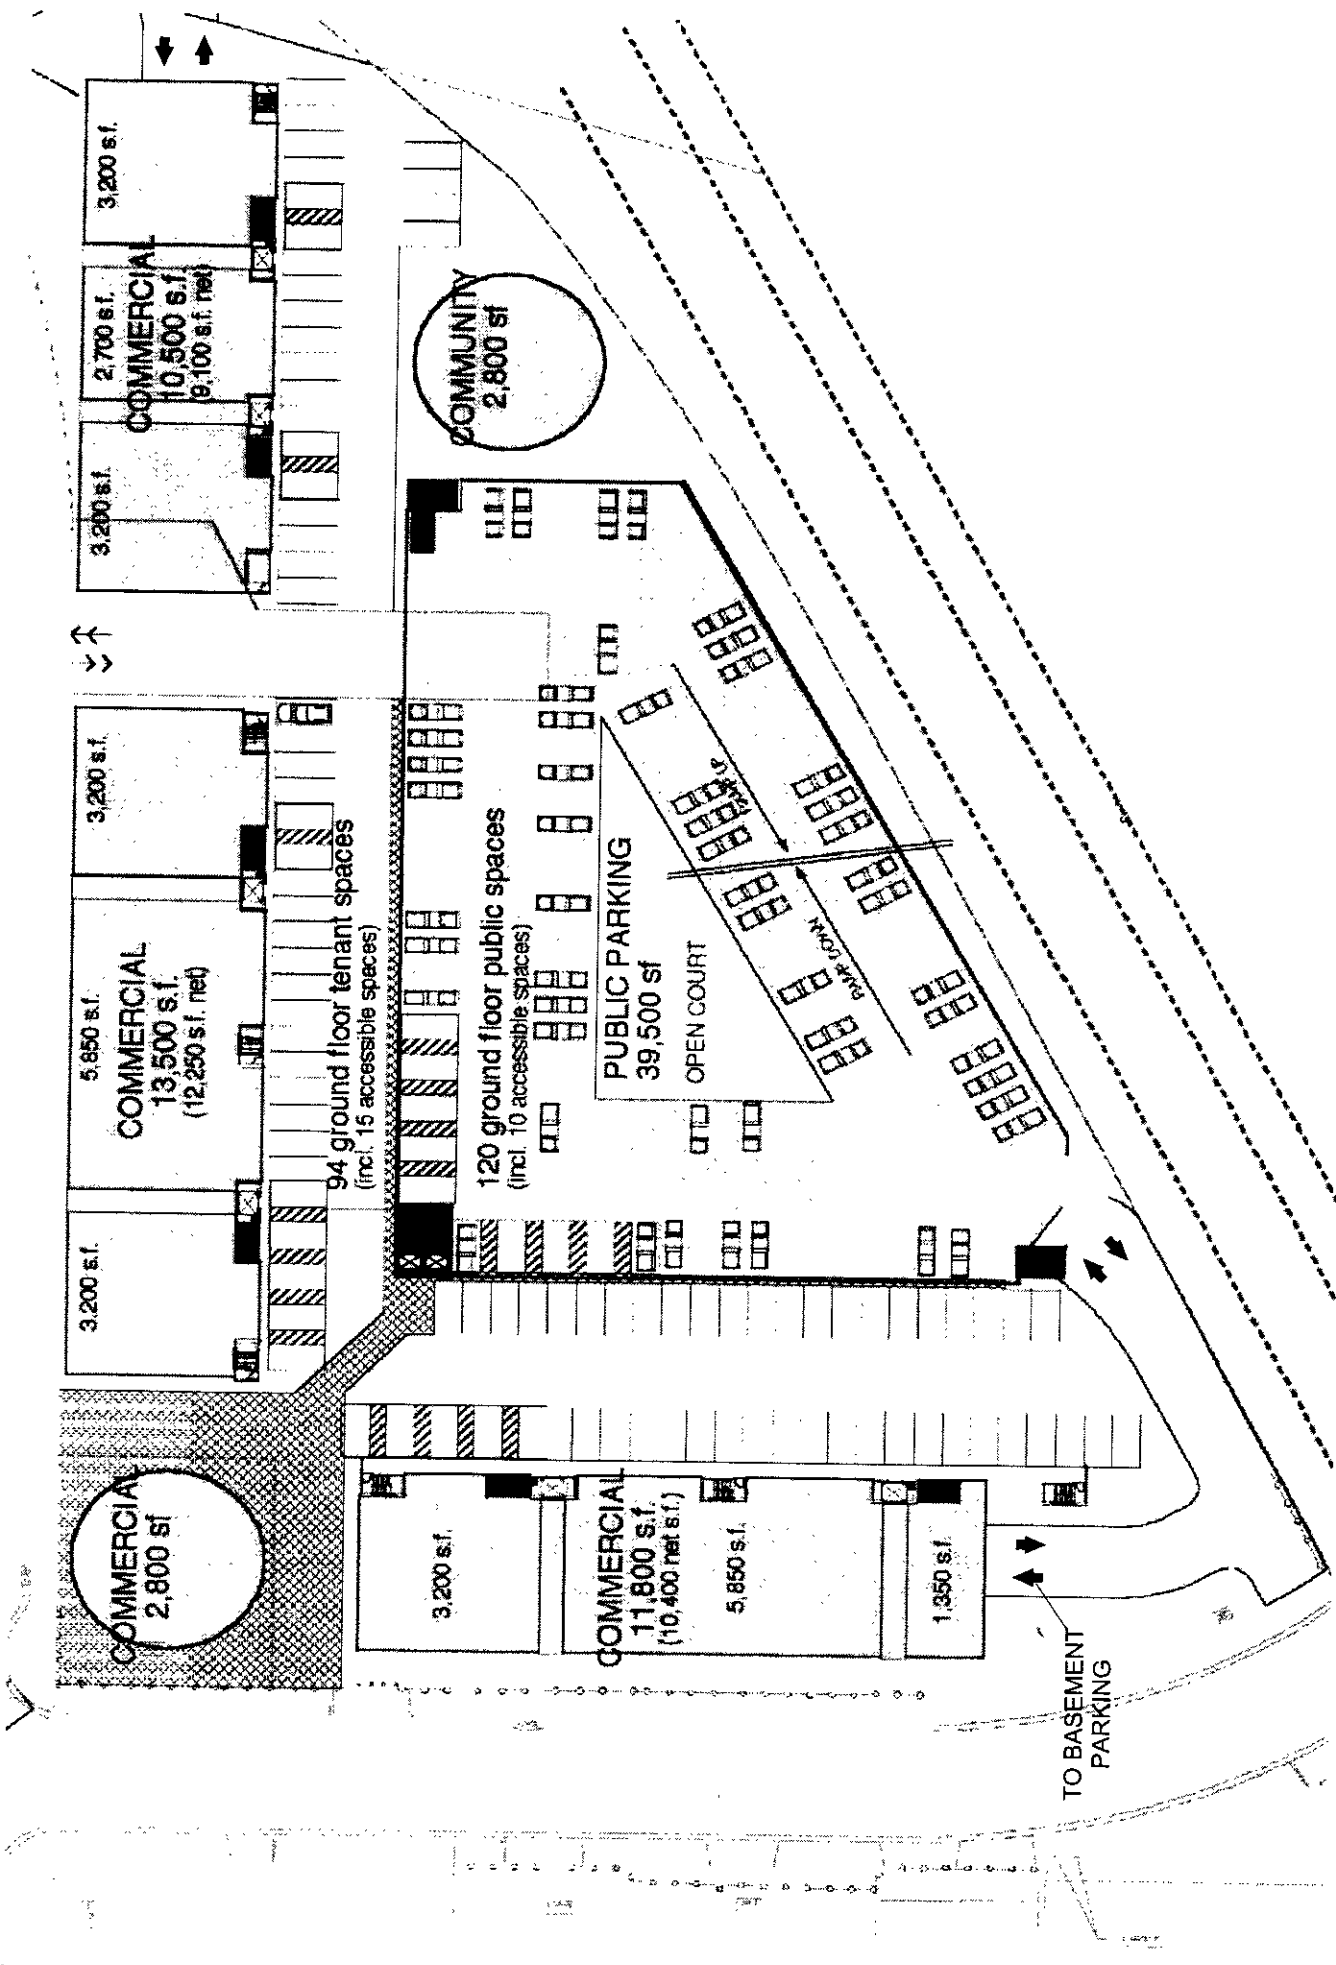 3,200 s.f.
COMMERCIAL
2,700 s.f.
10,500 s.f.
(9,100 s.f. net)
3,200 s.f.
COMMUNITY
2,800 sf
3,200 s.f.
5,850 s.f.
COMMERCIAL
13,500 s.f.
(12,250 s.f. net)
3,200 s.f.
94 ground floor tenant spaces
(incl. 15 accessible spaces)
120 ground floor public spaces
(incl. 10 accessible spaces)
PUBLIC PARKING
39,500 sf
OPEN COURT
RAMP UP
RAMP DOWN
COMMERCIAL
2,800 sf
3,200 s.f.
COMMERCIAL
11,800 s.f.
(10,400 net s.f.)
5,850 s.f.
1,350 s.f.
TO BASEMENT
PARKING